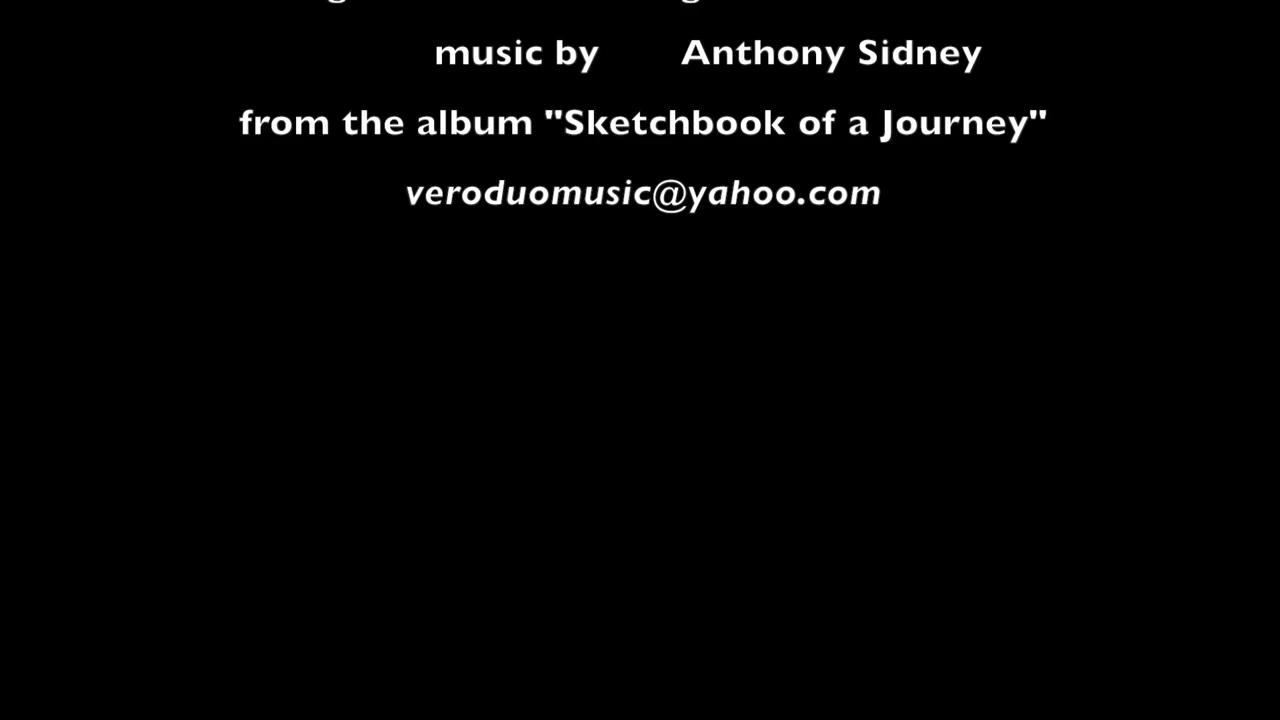 music by Anthony Sidney
from the album "Sketchbook of a Journey"
veroduomusic@yahoo.com